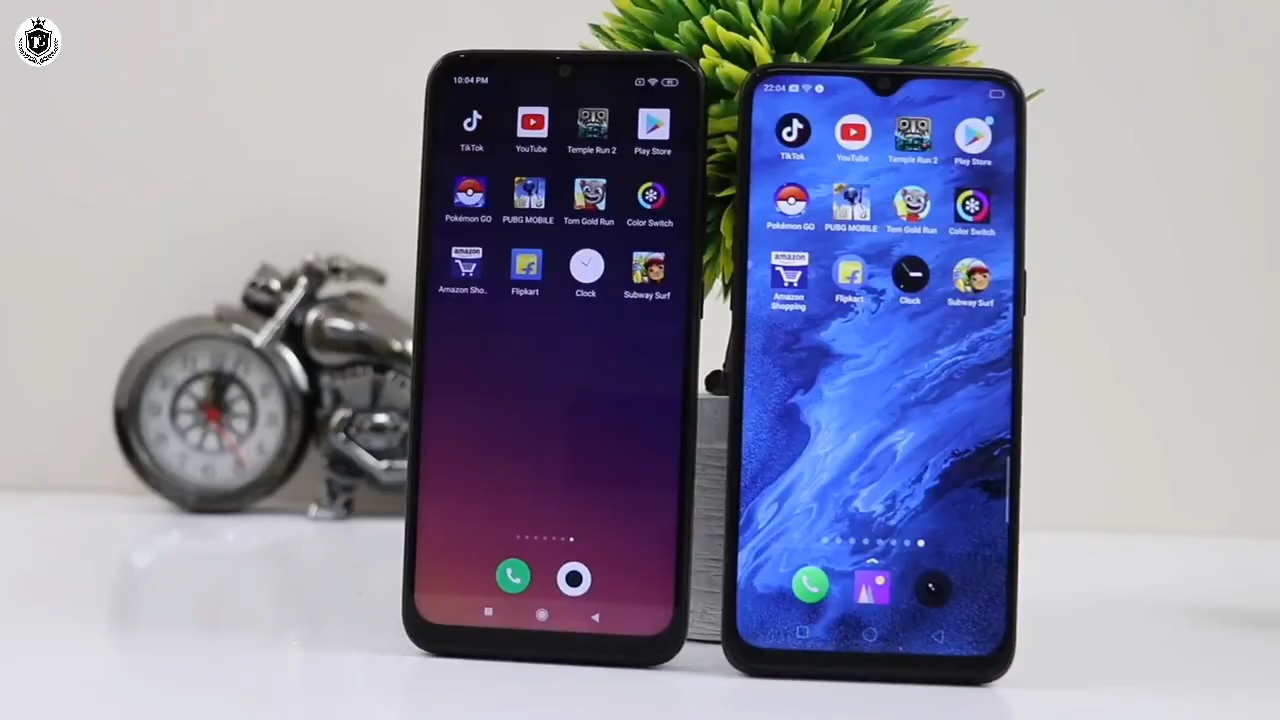 10:04 PM
TikTok
YouTube
Temple Run 2
Play Store
Pokémon GO
PUBG MOBILE
Tom Gold Run
Color Switch
amazon
Amazon Sho..
Flipkart
Clock
Subway Surf
22:04
TikTok
YouTube
Temple Run 2
Play Store
Pokémon GO
PUBG MOBILE
Tom Gold Run
Color Switch
amazon
Amazon
Shopping
Flipkart
Clock
Subway Surf